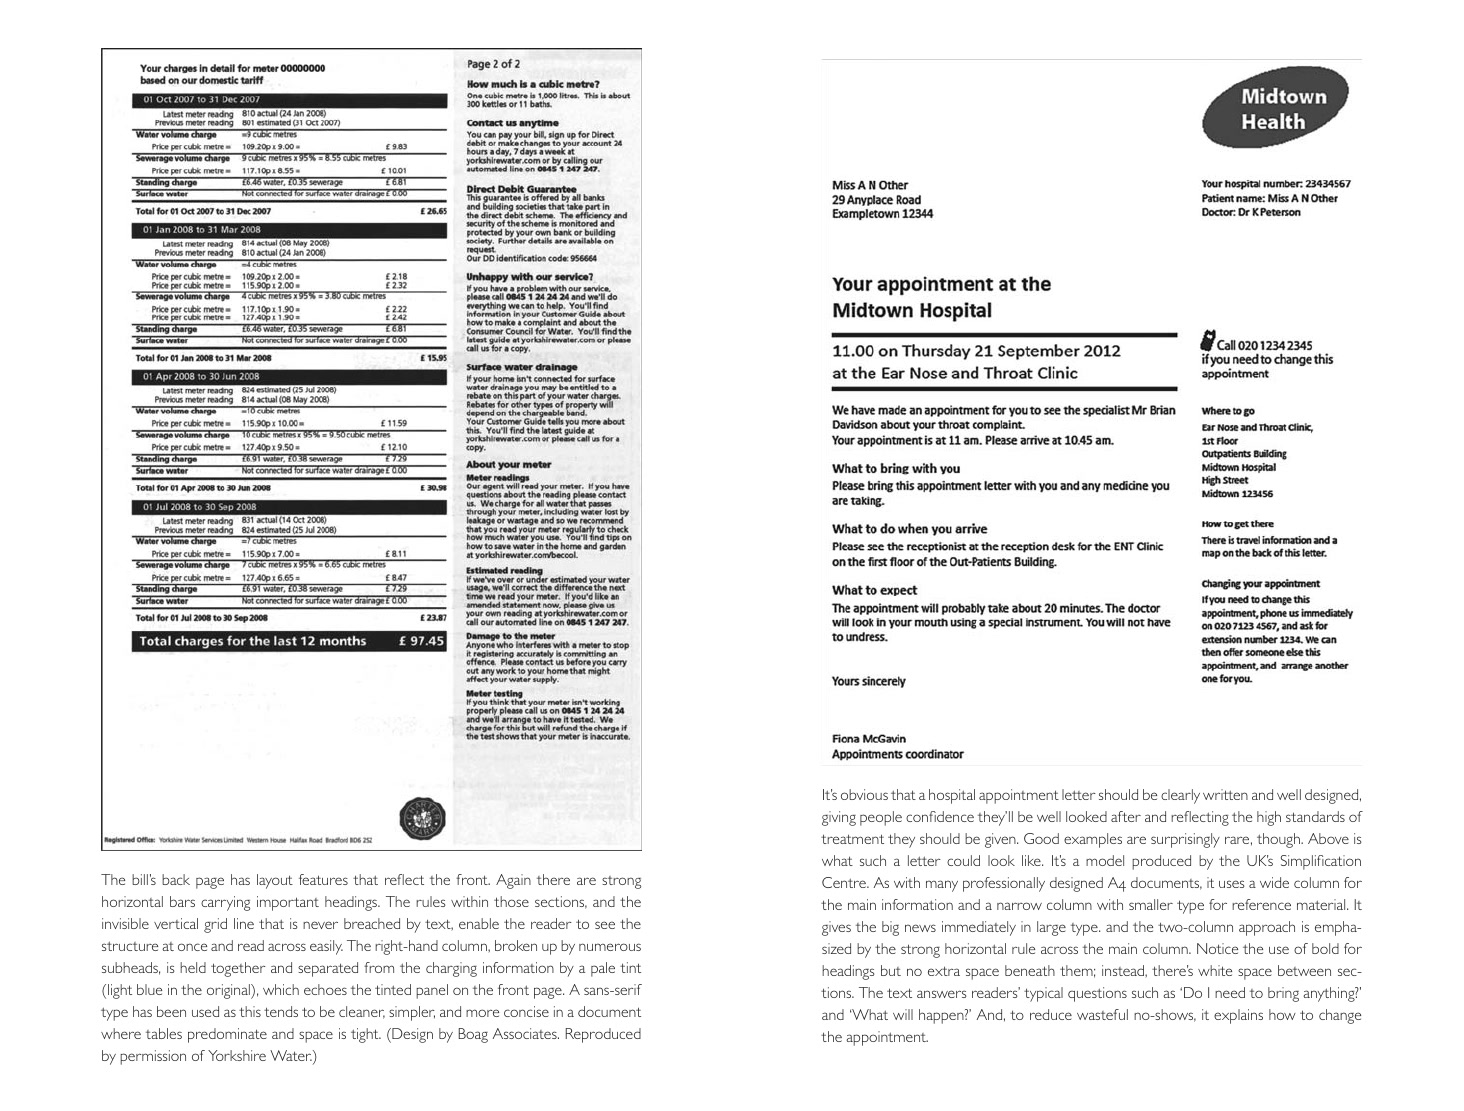 Your charges in detail for meter 00000000
based on our domestic tariff
01 Oct 2007 to 31 Dec 2007
Latest meter reading 810 actual (24 Jan 2008)
Previous meter reading 801 estimated (31 Oct 2007)
Water volume charge =9 cubic metres
Price per cubic metre = 109.20p x 9.00 = £ 9.83
Sewerage volume charge 9 cubic metres x 95% = 8.55 cubic metres
Price per cubic metre = 117.10p x 8.55 = £ 10.01
Standing charge £6.46 water, £0.35 sewerage £ 6.81
Surface water Not connected for surface water drainage £ 0.00
Total for 01 Oct 2007 to 31 Dec 2007 £ 26.65
01 Jan 2008 to 31 Mar 2008
Latest meter reading 814 actual (08 May 2008)
Previous meter reading 810 actual (24 Jan 2008)
Water volume charge =4 cubic metres
Price per cubic metre = 109.20p x 2.00 = £ 2.18
Price per cubic metre = 115.90p x 2.00 = £ 2.32
Sewerage volume charge 4 cubic metres x 95% = 3.80 cubic metres
Price per cubic metre = 117.10p x 1.90 = £ 2.22
Price per cubic metre = 127.40p x 1.90 = £ 2.42
Standing charge £6.46 water, £0.35 sewerage £ 6.81
Surface water Not connected for surface water drainage £ 0.00
Total for 01 Jan 2008 to 31 Mar 2008 £ 15.95
01 Apr 2008 to 30 Jun 2008
Latest meter reading 824 estimated (25 Jul 2008)
Previous meter reading 814 actual (08 May 2008)
Water volume charge =10 cubic metres
Price per cubic metre = 115.90p x 10.00 = £ 11.59
Sewerage volume charge 10 cubic metres x 95% = 9.50 cubic metres
Price per cubic metre = 127.40p x 9.50 = £ 12.10
Standing charge £6.91 water, £0.38 sewerage £ 7.29
Surface water Not connected for surface water drainage £ 0.00
Total for 01 Apr 2008 to 30 Jun 2008 £ 30.98
01 Jul 2008 to 30 Sep 2008
Latest meter reading 831 actual (14 Oct 2008)
Previous meter reading 824 estimated (25 Jul 2008)
Water volume charge =7 cubic metres
Price per cubic metre = 115.90p x 7.00 = £ 8.11
Sewerage volume charge 7 cubic metres x 95% = 6.65 cubic metres
Price per cubic metre = 127.40p x 6.65 = £ 8.47
Standing charge £6.91 water, £0.38 sewerage £ 7.29
Surface water Not connected for surface water drainage £ 0.00
Total for 01 Jul 2008 to 30 Sep 2008 £ 23.87
Total charges for the last 12 months £ 97.45
Page 2 of 2
How much is a cubic metre?
One cubic metre is 1,000 litres. This is about
300 kettles or 11 baths.
Contact us anytime
You can pay your bill, sign up for Direct
debit or make changes to your account 24
hours a day, 7 days a week at
yorkshirewater.com or by calling our
automated line on 0845 1 247 247.
Direct Debit Guarantee
This guarantee is offered by all banks
and building societies that take part in
the direct debit scheme. The efficiency and
security of the scheme is monitored and
protected by your own bank or building
society. Further details are available on
request.
Our DD identification code: 956664
Unhappy with our service?
If you have a problem with our service,
please call 0845 1 24 24 24 and we'll do
everything we can to help. You'll find
information in your Customer Guide about
how to make a complaint and about the
Consumer Council for Water. You'll find the
latest guide at yorkshirewater.com or please
call us for a copy.
Surface water drainage
If your home isn't connected for surface
water drainage you may be entitled to a
rebate on this part of your water charges.
Rebates for other types of property will
depend on the chargeable band.
Your Customer Guide tells you more about
this. You'll find the latest guide at
yorkshirewater.com or please call us for a
copy.
About your meter
Meter readings
Our agent will read your meter. If you have
questions about the reading please contact
us. We charge for all water that passes
through your meter, including water lost by
leakage or wastage and so we recommend
that you read your meter regularly to check
how much water you use. You'll find tips on
how to save water in the home and garden
at yorkshirewater.com/beccol.
Estimated reading
If we've over or under estimated your water
usage, we'll correct the difference the next
time we read your meter. If you'd like an
amended statement now, please give us
your own reading at yorkshirewater.com or
call our automated line on 0845 1 247 247.
Damage to the meter
Anyone who interferes with a meter to stop
it registering accurately is committing an
offence. Please contact us before you carry
out any work to your home that might
affect your water supply.
Meter testing
If you think that your meter isn't working
properly please call us on 0845 1 24 24 24
and we'll arrange to have it tested. We
charge for this but will refund the charge if
the test shows that your meter is inaccurate.
CHARTER MARK
Registered Office: Yorkshire Water Services Limited Western House Halifax Road Bradford BD6 2SZ
The bill's back page has layout features that reflect the front. Again there are strong
horizontal bars carrying important headings. The rules within those sections, and the
invisible vertical grid line that is never breached by text, enable the reader to see the
structure at once and read across easily. The right-hand column, broken up by numerous
subheads, is held together and separated from the charging information by a pale tint
(light blue in the original), which echoes the tinted panel on the front page. A sans-serif
type has been used as this tends to be cleaner, simpler, and more concise in a document
where tables predominate and space is tight. (Design by Boag Associates. Reproduced
by permission of Yorkshire Water.)
Midtown
Health
Miss A N Other
29 Anyplace Road
Exampletown 12344
Your hospital number: 23434567
Patient name: Miss A N Other
Doctor: Dr K Peterson
Your appointment at the
Midtown Hospital
11.00 on Thursday 21 September 2012
at the Ear Nose and Throat Clinic
We have made an appointment for you to see the specialist Mr Brian
Davidson about your throat complaint.
Your appointment is at 11 am. Please arrive at 10.45 am.
What to bring with you
Please bring this appointment letter with you and any medicine you
are taking.
What to do when you arrive
Please see the receptionist at the reception desk for the ENT Clinic
on the first floor of the Out-Patients Building.
What to expect
The appointment will probably take about 20 minutes. The doctor
will look in your mouth using a special instrument. You will not have
to undress.
Yours sincerely
Fiona McGavin
Appointments coordinator
Call 020 1234 2345
if you need to change this
appointment
Where to go
Ear Nose and Throat Clinic,
1st Floor
Outpatients Building
Midtown Hospital
High Street
Midtown 123456
How to get there
There is travel information and a
map on the back of this letter.
Changing your appointment
If you need to change this
appointment, phone us immediately
on 020 7123 4567, and ask for
extension number 1234. We can
then offer someone else this
appointment, and arrange another
one for you.
It's obvious that a hospital appointment letter should be clearly written and well designed,
giving people confidence they'll be well looked after and reflecting the high standards of
treatment they should be given. Good examples are surprisingly rare, though. Above is
what such a letter could look like. It's a model produced by the UK's Simplification
Centre. As with many professionally designed A4 documents, it uses a wide column for
the main information and a narrow column with smaller type for reference material. It
gives the big news immediately in large type. and the two-column approach is empha-
sized by the strong horizontal rule across the main column. Notice the use of bold for
headings but no extra space beneath them; instead, there's white space between sec-
tions. The text answers readers' typical questions such as 'Do I need to bring anything?'
and 'What will happen?' And, to reduce wasteful no-shows, it explains how to change
the appointment.